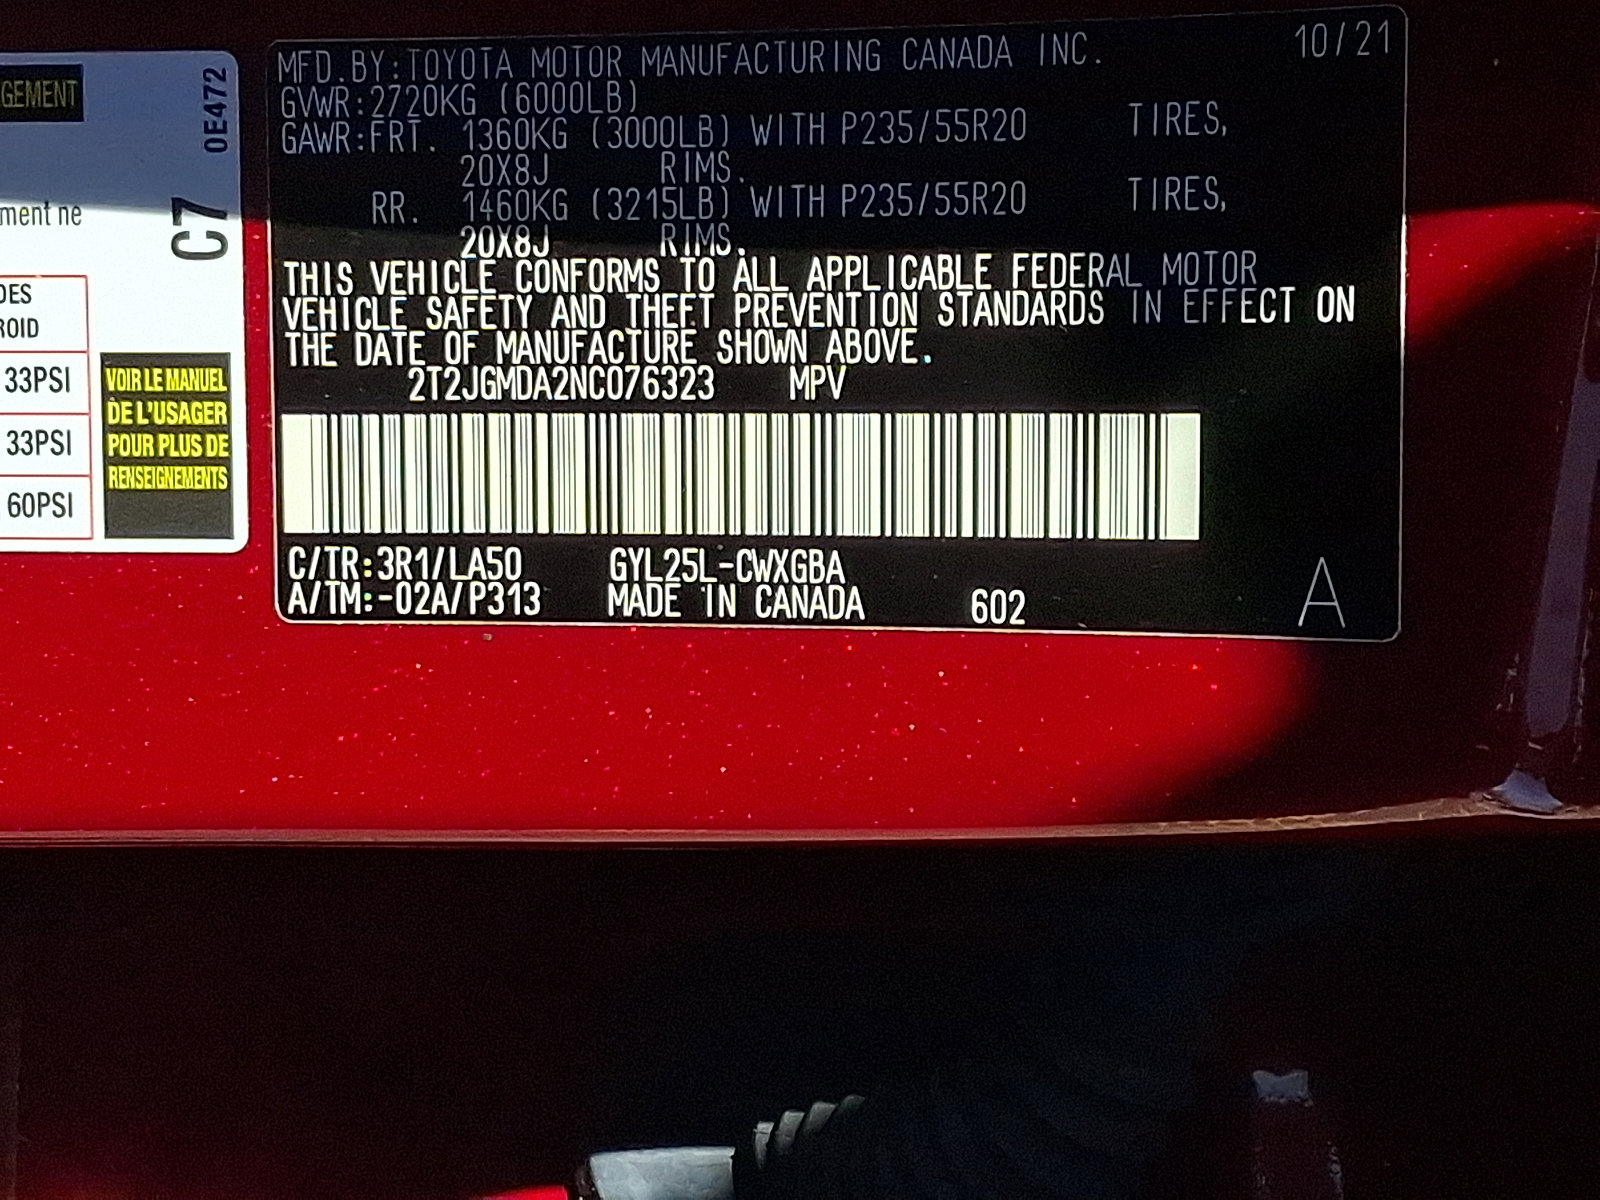 GEMENT
0E472
C7
ment ne
DES
ROID
33PSI
33PSI
60PSI
VOIR LE MANUEL
DE L'USAGER
POUR PLUS DE
RENSEIGNEMENTS
MFD.BY:TOYOTA MOTOR MANUFACTURING CANADA INC. 10/21
GVWR:2720KG (6000LB)
GAWR:FRT. 1360KG (3000LB) WITH P235/55R20 TIRES,
20X8J RIMS.
RR. 1460KG (3215LB) WITH P235/55R20 TIRES,
20X8J RIMS.
THIS VEHICLE CONFORMS TO ALL APPLICABLE FEDERAL MOTOR
VEHICLE SAFETY AND THEFT PREVENTION STANDARDS IN EFFECT ON
THE DATE OF MANUFACTURE SHOWN ABOVE.
2T2JGMDA2NC076323 MPV
C/TR:3R1/LA50 GYL25L-CWXGBA
A/TM:-02A/P313 MADE IN CANADA 602 A